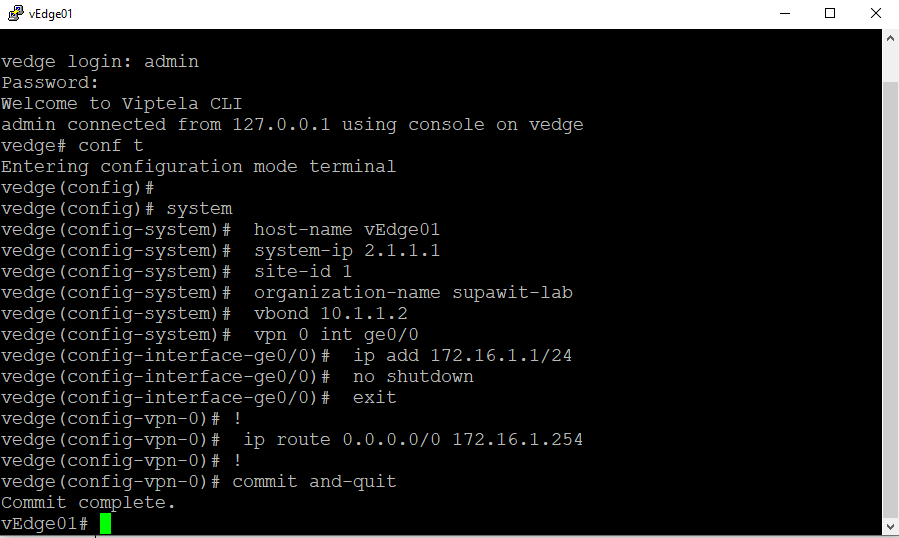 vEdge01
vedge login: admin
Password:
Welcome to Viptela CLI
admin connected from 127.0.0.1 using console on vedge
vedge# conf t
Entering configuration mode terminal
vedge(config)#
vedge(config)# system
vedge(config-system)#  host-name vEdge01
vedge(config-system)#  system-ip 2.1.1.1
vedge(config-system)#  site-id 1
vedge(config-system)#  organization-name supawit-lab
vedge(config-system)#  vbond 10.1.1.2
vedge(config-system)#  vpn 0 int ge0/0
vedge(config-interface-ge0/0)#  ip add 172.16.1.1/24
vedge(config-interface-ge0/0)#  no shutdown
vedge(config-interface-ge0/0)#  exit
vedge(config-vpn-0)# !
vedge(config-vpn-0)#  ip route 0.0.0.0/0 172.16.1.254
vedge(config-vpn-0)# !
vedge(config-vpn-0)# commit and-quit
Commit complete.
vEdge01#